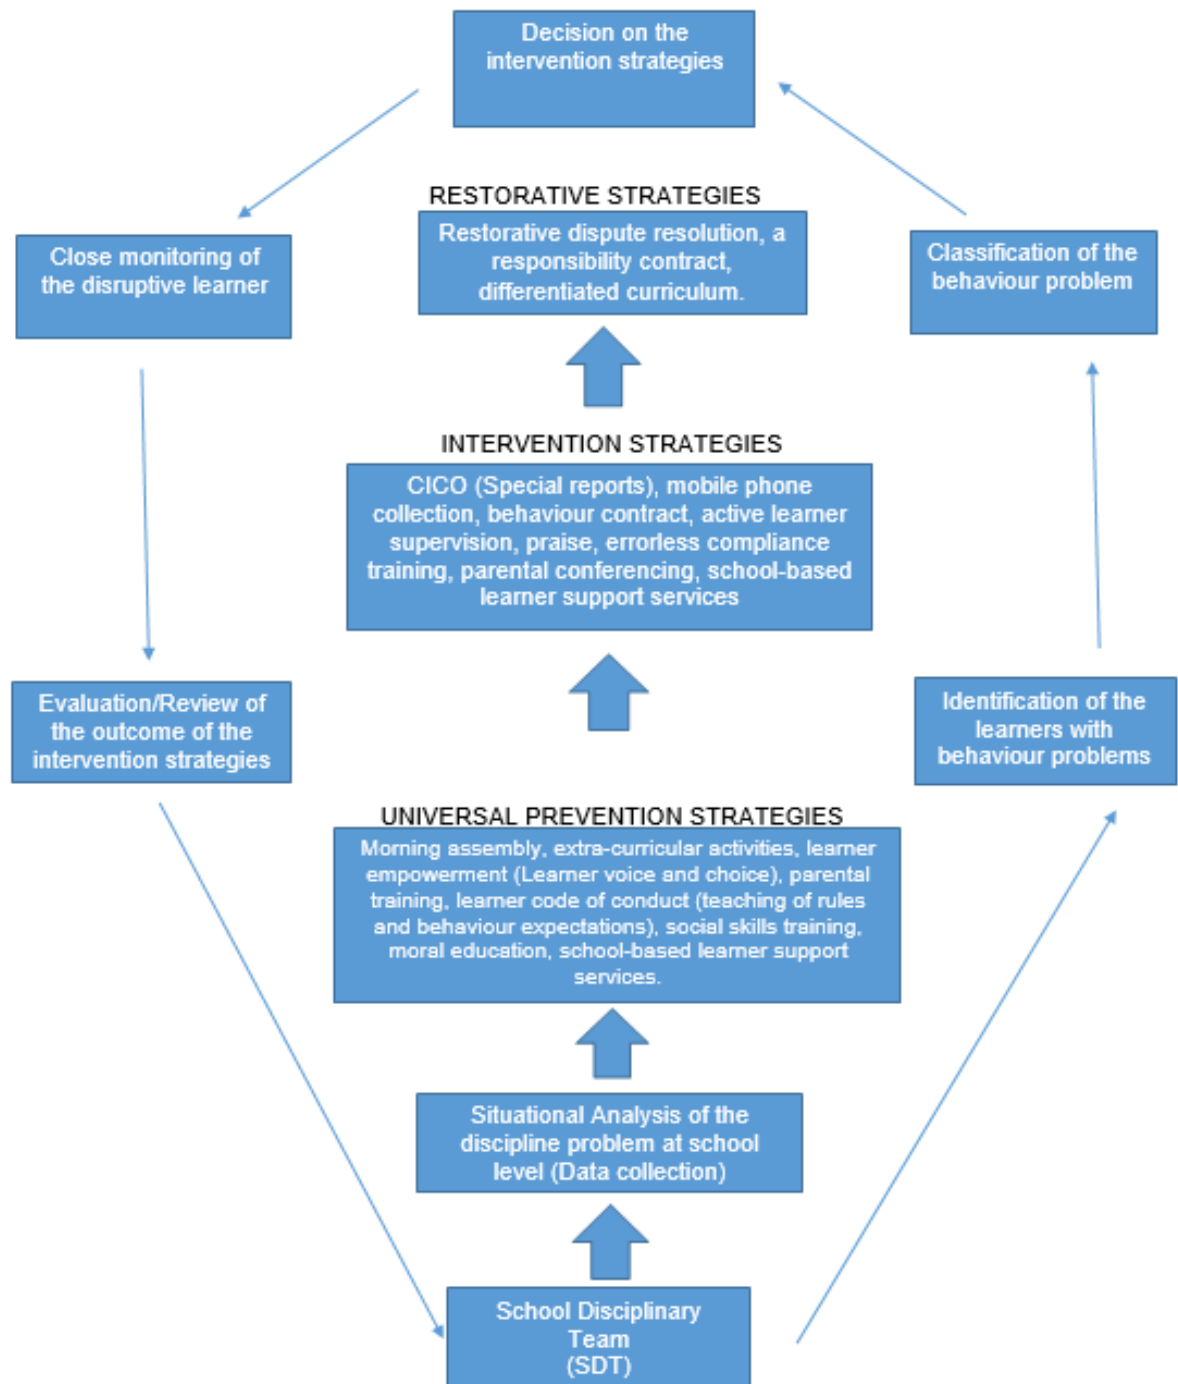 Decision on the
intervention strategies
RESTORATIVE STRATEGIES
Restorative dispute resolution, a
responsibility contract,
differentiated curriculum.
Close monitoring of
the disruptive learner
Classification of the
behaviour problem
INTERVENTION STRATEGIES
CICO (Special reports), mobile phone
collection, behaviour contract, active learner
supervision, praise, errorless compliance
training, parental conferencing, school-based
learner support services
Evaluation/Review of
the outcome of the
intervention strategies
Identification of the
learners with
behaviour problems
UNIVERSAL PREVENTION STRATEGIES
Morning assembly, extra-curricular activities, learner
empowerment (Learner voice and choice), parental
training, learner code of conduct (teaching of rules
and behaviour expectations), social skills training,
moral education, school-based learner support
services.
Situational Analysis of the
discipline problem at school
level (Data collection)
School Disciplinary
Team
(SDT)